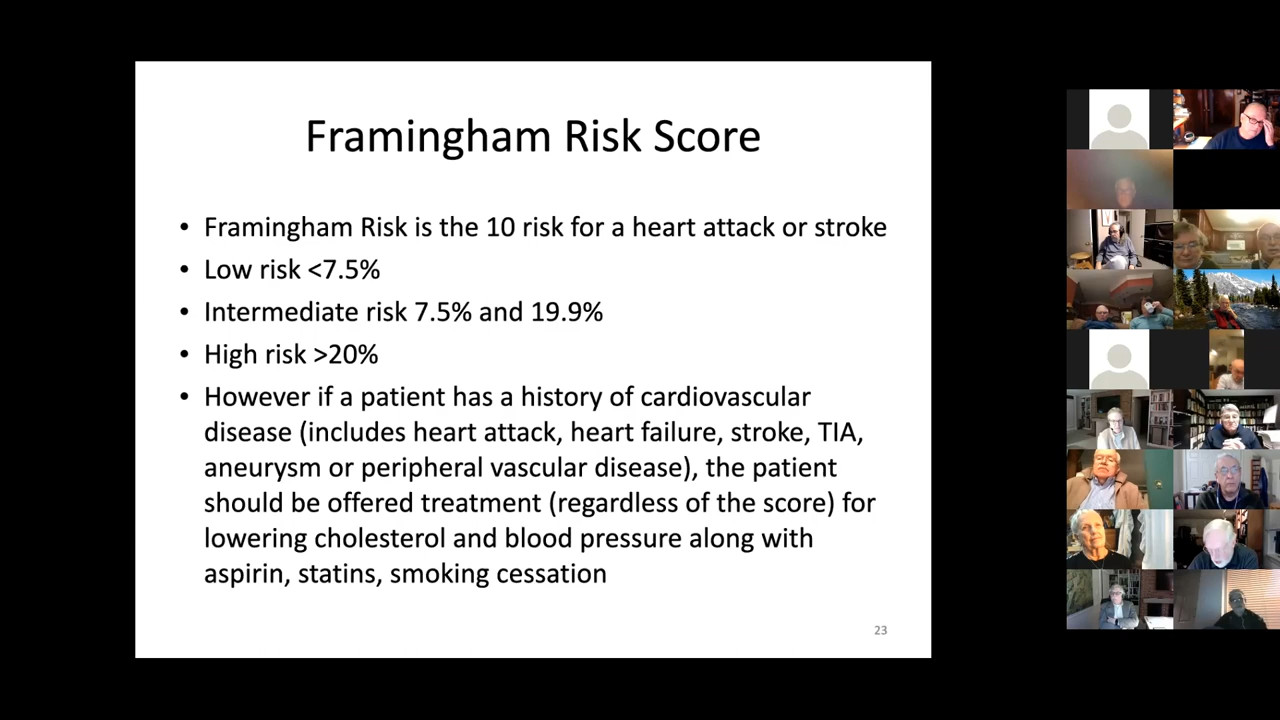 Framingham Risk Score
• Framingham Risk is the 10 risk for a heart attack or stroke
• Low risk <7.5%
• Intermediate risk 7.5% and 19.9%
• High risk >20%
• However if a patient has a history of cardiovascular
disease (includes heart attack, heart failure, stroke, TIA,
aneurysm or peripheral vascular disease), the patient
should be offered treatment (regardless of the score) for
lowering cholesterol and blood pressure along with
aspirin, statins, smoking cessation
23